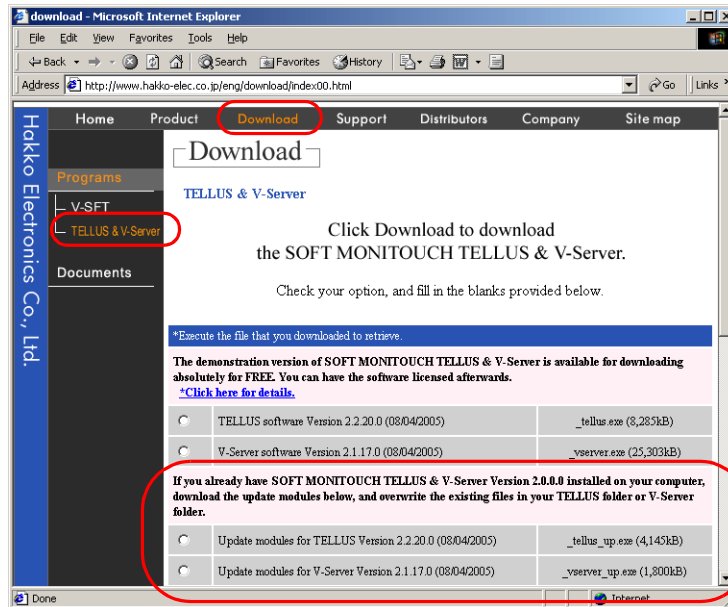 download - Microsoft Internet Explorer
File Edit View Favorites Tools Help
Back Search Favorites History
Address http://www.hakko-elec.co.jp/eng/download/index00.html Go Links
Hakko Electronics Co., Ltd.
Home Product Download Support Distributors Company Site map
Download
Programs
V-SFT
TELLUS & V-Server
Documents
TELLUS & V-Server
Click Download to download
the SOFT MONITOUCH TELLUS & V-Server.
Check your option, and fill in the blanks provided below.
*Execute the file that you downloaded to retrieve.
The demonstration version of SOFT MONITOUCH TELLUS & V-Server is available for downloading
absolutely for FREE. You can have the software licensed afterwards.
*Click here for details.
TELLUS software Version 2.2.20.0 (08/04/2005) _tellus.exe (8,285kB)
V-Server software Version 2.1.17.0 (08/04/2005) _vserver.exe (25,303kB)
If you already have SOFT MONITOUCH TELLUS & V-Server Version 2.0.0.0 installed on your computer,
download the update modules below, and overwrite the existing files in your TELLUS folder or V-Server
folder.
Update modules for TELLUS Version 2.2.20.0 (08/04/2005) _tellus_up.exe (4,145kB)
Update modules for V-Server Version 2.1.17.0 (08/04/2005) _vserver_up.exe (1,800kB)
Done Internet